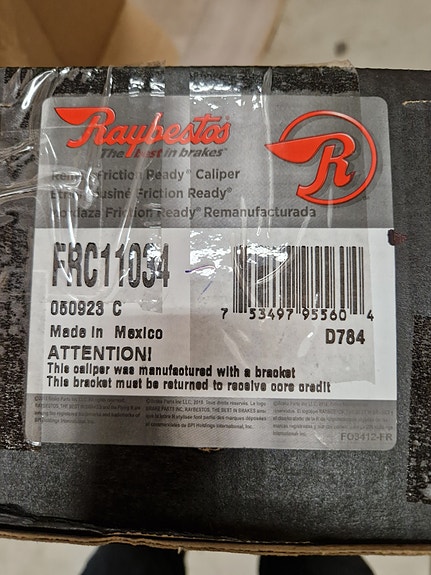 Raybestos
The best in brakes™
R
Friction Ready® Caliper
Friction Ready®
Mordaza Friction Ready® Remanufacturada
FRC11034
050923 C
7 53497 95560 4
Made in Mexico
D784
ATTENTION!
This caliper was manufactured with a bracket
This bracket must be returned to receive core credit
FO3412-FR